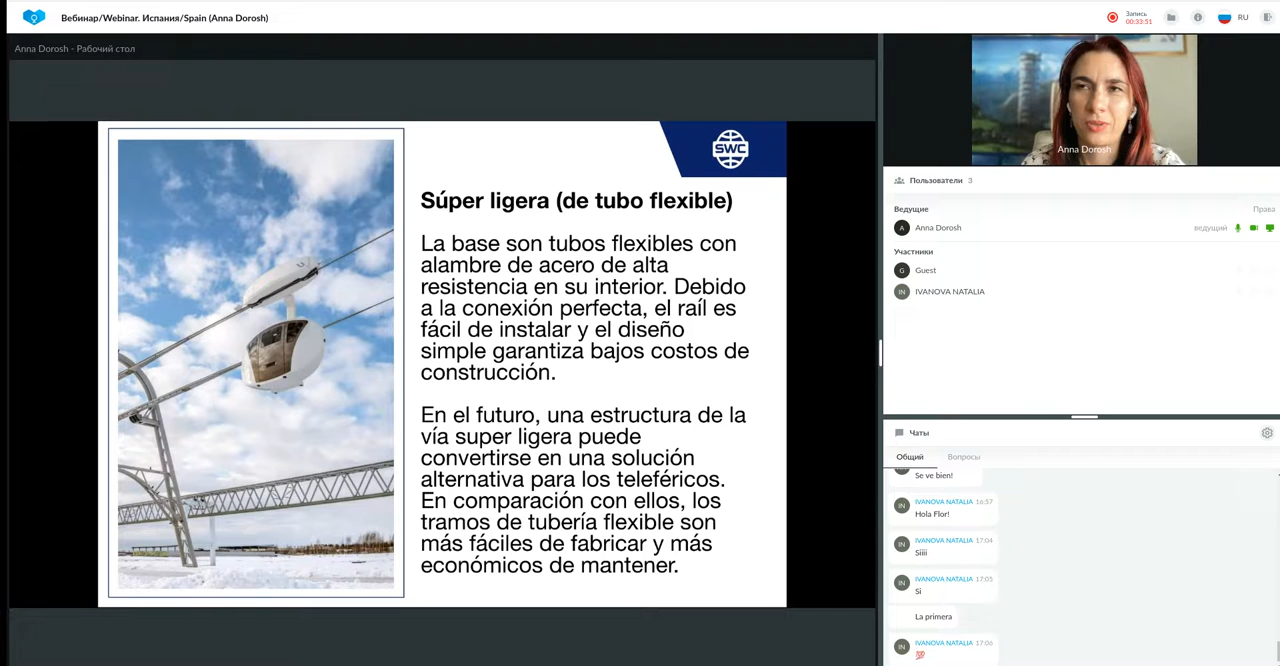 Вебинар/Webinar. Испания/Spain (Anna Dorosh)
Запись
00:33:51
RU
Anna Dorosh - Рабочий стол
SWC
Súper ligera (de tubo flexible)
La base son tubos flexibles con
alambre de acero de alta
resistencia en su interior. Debido
a la conexión perfecta, el raíl es
fácil de instalar y el diseño
simple garantiza bajos costos de
construcción.
En el futuro, una estructura de la
vía super ligera puede
convertirse en una solución
alternativa para los teleféricos.
En comparación con ellos, los
tramos de tubería flexible son
más fáciles de fabricar y más
económicos de mantener.
Anna Dorosh
Пользователи 3
Ведущие Права
A Anna Dorosh ведущий
Участники
G Guest
IN IVANOVA NATALIA
Чаты
Общий Вопросы
Se ve bien!
IN IVANOVA NATALIA 16:57
Hola Flor!
IN IVANOVA NATALIA 17:04
Siiii
IN IVANOVA NATALIA 17:05
Si
La primera
IN IVANOVA NATALIA 17:06
💯